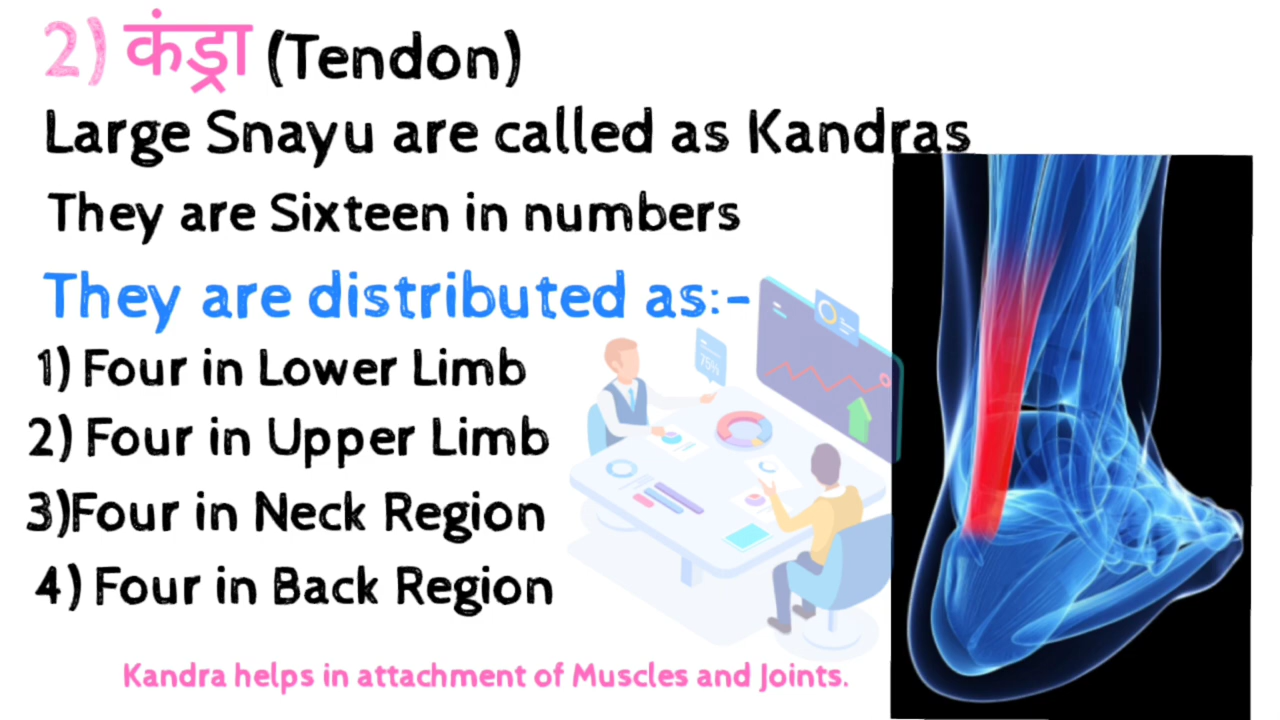 2) कंड्रा (Tendon)
Large Snayu are called as Kandras
They are Sixteen in numbers
They are distributed as:-
1) Four in Lower Limb
2) Four in Upper Limb
3)Four in Neck Region
4) Four in Back Region
75%
Kandra helps in attachment of Muscles and Joints.